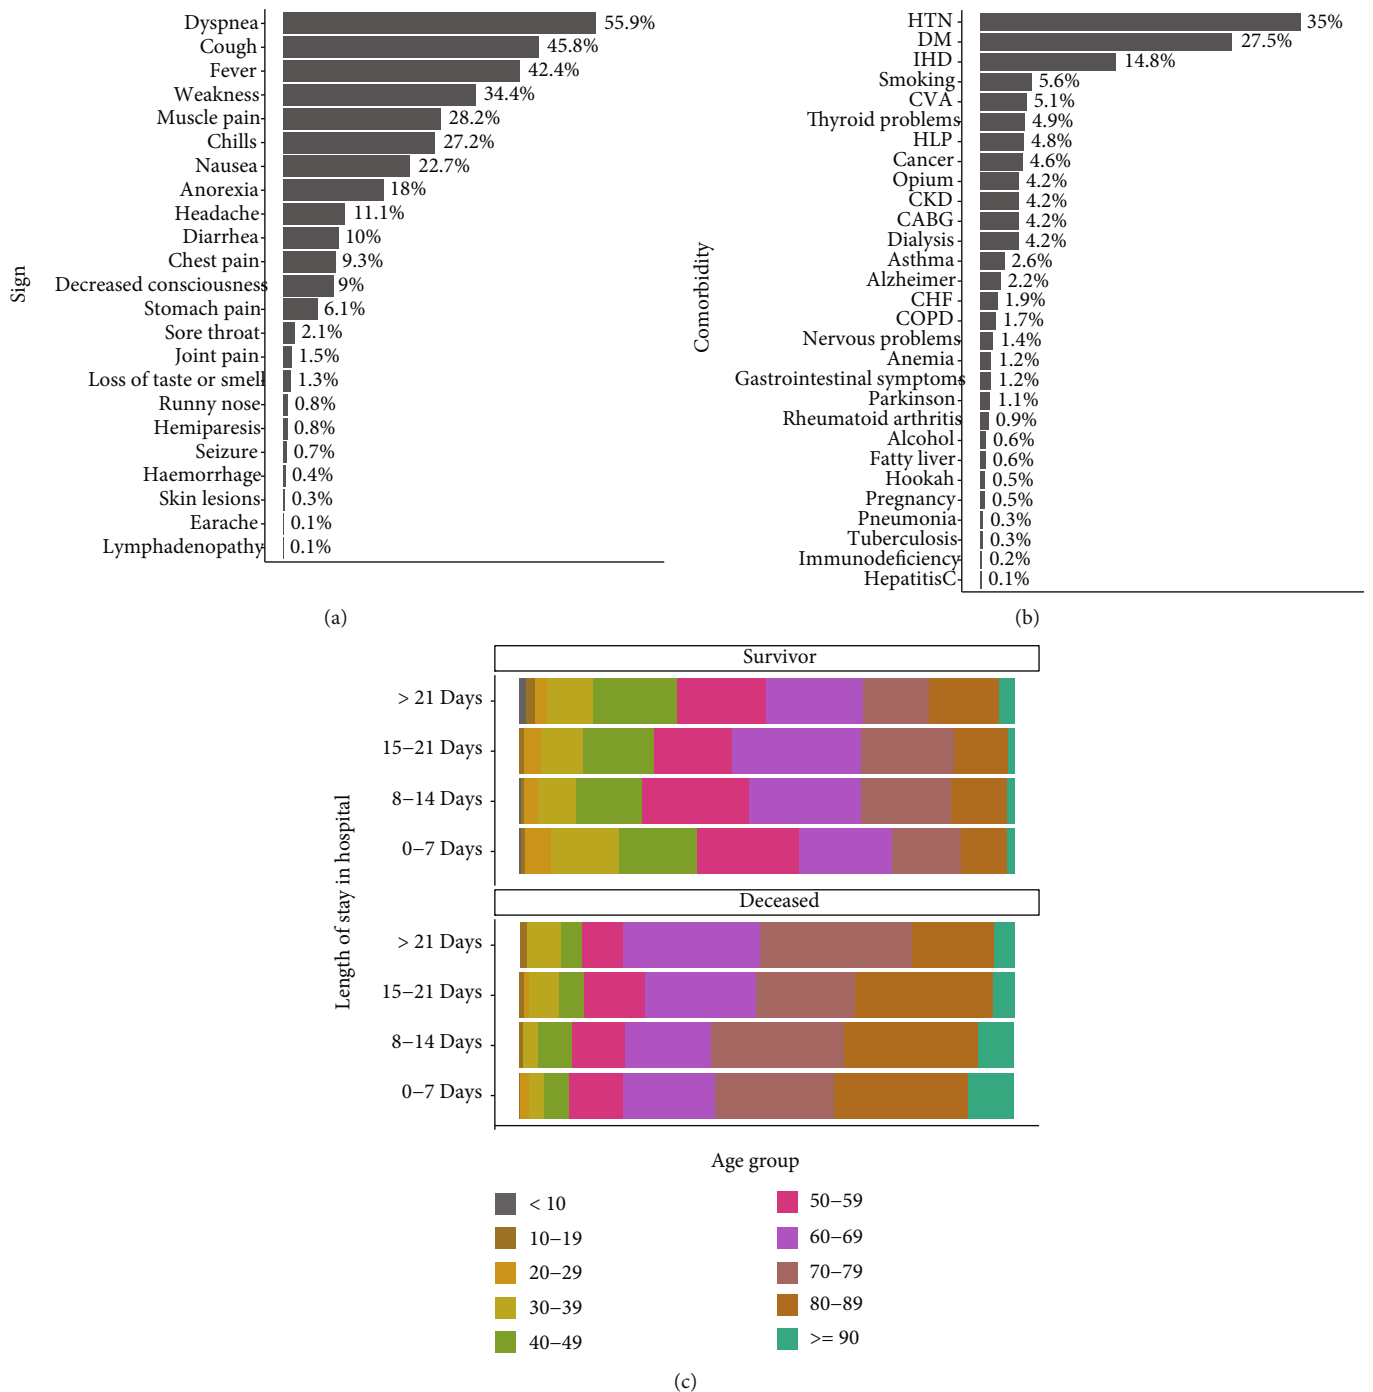 Sign
Dyspnea 55.9%
Cough 45.8%
Fever 42.4%
Weakness 34.4%
Muscle pain 28.2%
Chills 27.2%
Nausea 22.7%
Anorexia 18%
Headache 11.1%
Diarrhea 10%
Chest pain 9.3%
Decreased consciousness 9%
Stomach pain 6.1%
Sore throat 2.1%
Joint pain 1.5%
Loss of taste or smell 1.3%
Runny nose 0.8%
Hemiparesis 0.8%
Seizure 0.7%
Haemorrhage 0.4%
Skin lesions 0.3%
Earache 0.1%
Lymphadenopathy 0.1%
(a)
Comorbidity
HTN 35%
DM 27.5%
IHD 14.8%
Smoking 5.6%
CVA 5.1%
Thyroid problems 4.9%
HLP 4.8%
Cancer 4.6%
Opium 4.2%
CKD 4.2%
CABG 4.2%
Dialysis 4.2%
Asthma 2.6%
Alzheimer 2.2%
CHF 1.9%
COPD 1.7%
Nervous problems 1.4%
Anemia 1.2%
Gastrointestinal symptoms 1.2%
Parkinson 1.1%
Rheumatoid arthritis 0.9%
Alcohol 0.6%
Fatty liver 0.6%
Hookah 0.5%
Pregnancy 0.5%
Pneumonia 0.3%
Tuberculosis 0.3%
Immunodeficiency 0.2%
HepatitisC 0.1%
(b)
Length of stay in hospital
Survivor
> 21 Days
15−21 Days
8−14 Days
0−7 Days
Deceased
> 21 Days
15−21 Days
8−14 Days
0−7 Days
Age group
< 10
10−19
20−29
30−39
40−49
50−59
60−69
70−79
80−89
>= 90
(c)